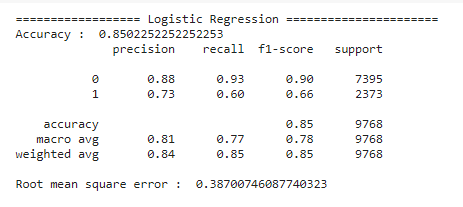 ================== Logistic Regression ======================
Accuracy :  0.8502252252252253
              precision    recall  f1-score   support

           0       0.88      0.93      0.90      7395
           1       0.73      0.60      0.66      2373

    accuracy                           0.85      9768
   macro avg       0.81      0.77      0.78      9768
weighted avg       0.84      0.85      0.85      9768

Root mean square error :  0.38700746087740323